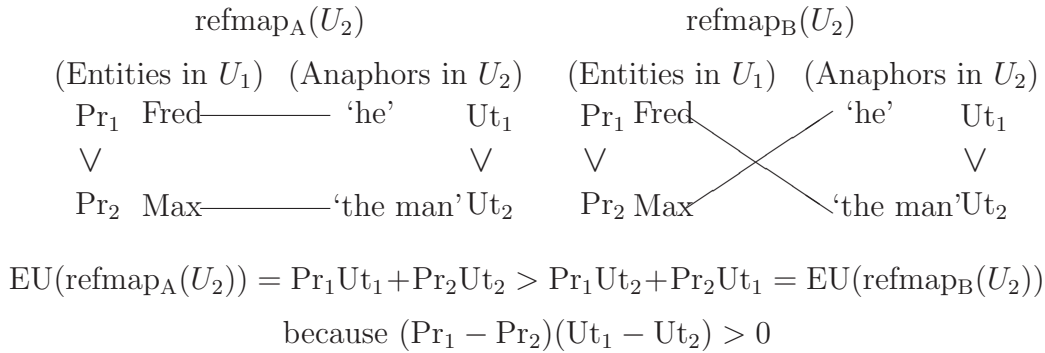 refmap_A(U_2) refmap_B(U_2)
(Entities in U_1) (Anaphors in U_2) (Entities in U_1) (Anaphors in U_2)
Pr_1 Fred ‘he’ Ut_1 Pr_1 Fred ‘he’ Ut_1
∨ ∨ ∨ ∨
Pr_2 Max ‘the man’ Ut_2 Pr_2 Max ‘the man’ Ut_2
EU(refmap_A(U_2)) = Pr_1Ut_1+Pr_2Ut_2 > Pr_1Ut_2+Pr_2Ut_1 = EU(refmap_B(U_2))
because (Pr_1 − Pr_2)(Ut_1 − Ut_2) > 0